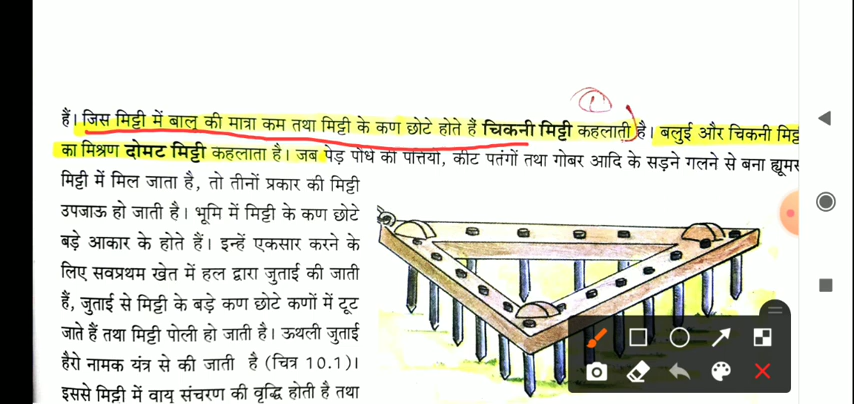 हैं। जिस मिट्टी में बालू की मात्रा कम तथा मिट्टी के कण छोटे होते हैं चिकनी मिट्टी कहलाती है। बलुई और चिकनी
का मिश्रण दोमट मिट्टी कहलाता है। जब पेड़ पौधे की पत्तियों, कीट पतंगों तथा गोबर आदि के सड़ने गलने से बना ह्यूमस
मिट्टी में मिल जाता है, तो तीनों प्रकार की मिट्टी
उपजाऊ हो जाती है। भूमि में मिट्टी के कण छोटे
बड़े आकार के होते हैं। इन्हें एकसार करने के
लिए सवप्रथम खेत में हल द्वारा जुताई की जाती
हैं, जुताई से मिट्टी के बड़े कण छोटे कणों में टूट
जाते हैं तथा मिट्टी पोली हो जाती है। ऊथली जुताई
हैरो नामक यंत्र से की जाती है (चित्र 10.1)।
इससे मिट्टी में वायु संचरण की वृद्धि होती है तथा